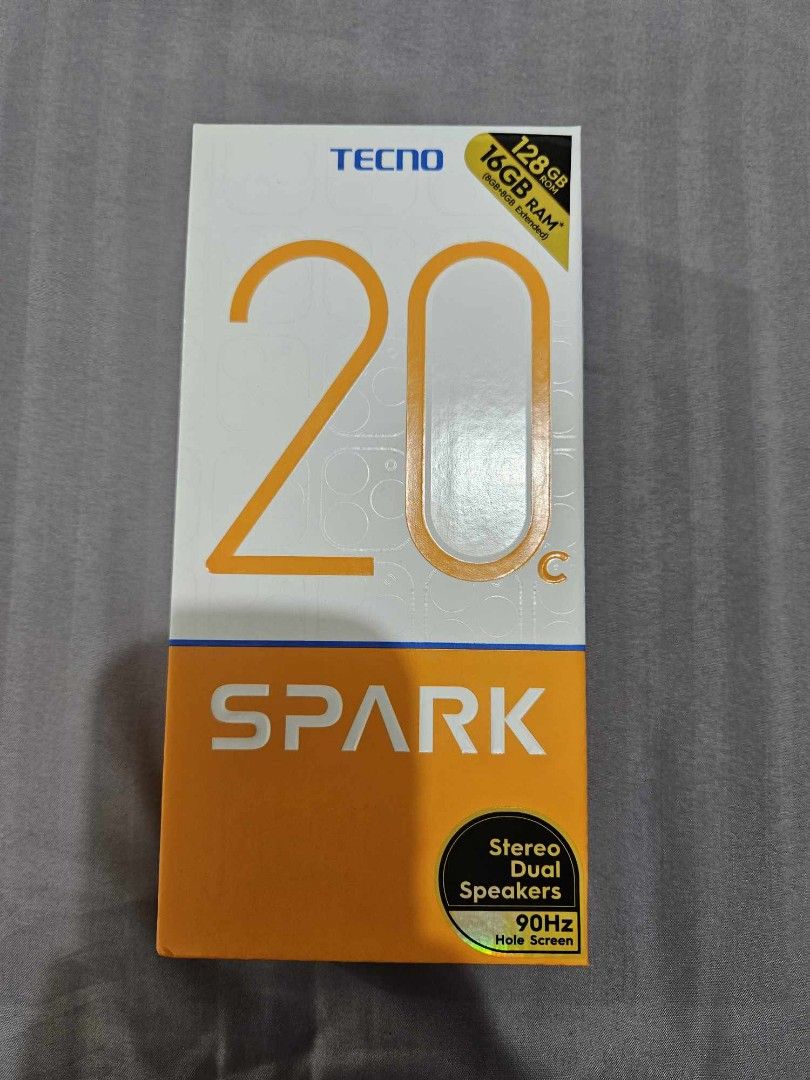 TECNO
128GB
ROM
16GB RAM*
(8GB+8GB Extended)
20
C
SPARK
Stereo
Dual
Speakers
90Hz
Hole Screen